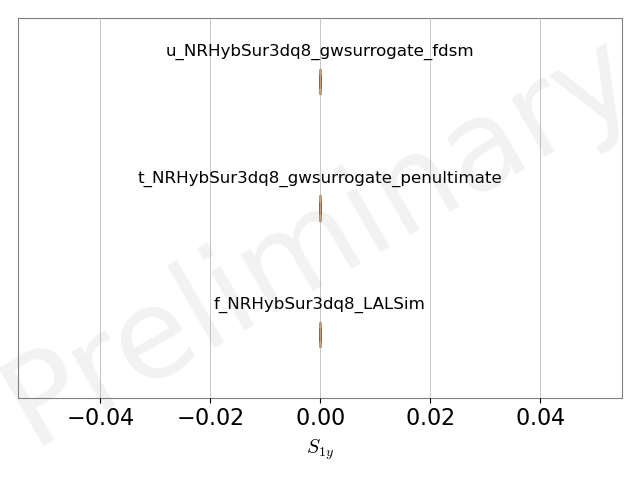 u_NRHybSur3dq8_gwsurrogate_fdsm
t_NRHybSur3dq8_gwsurrogate_penultimate
f_NRHybSur3dq8_LALSim
Preliminary
−0.04 −0.02 0.00 0.02 0.04
S1y